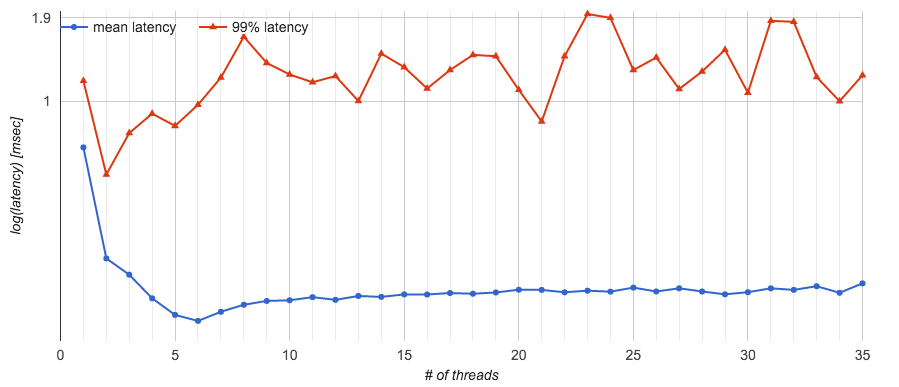 1.9
mean latency
99% latency
1
log(latency) [msec]
0
5
10
15
20
25
30
35
# of threads